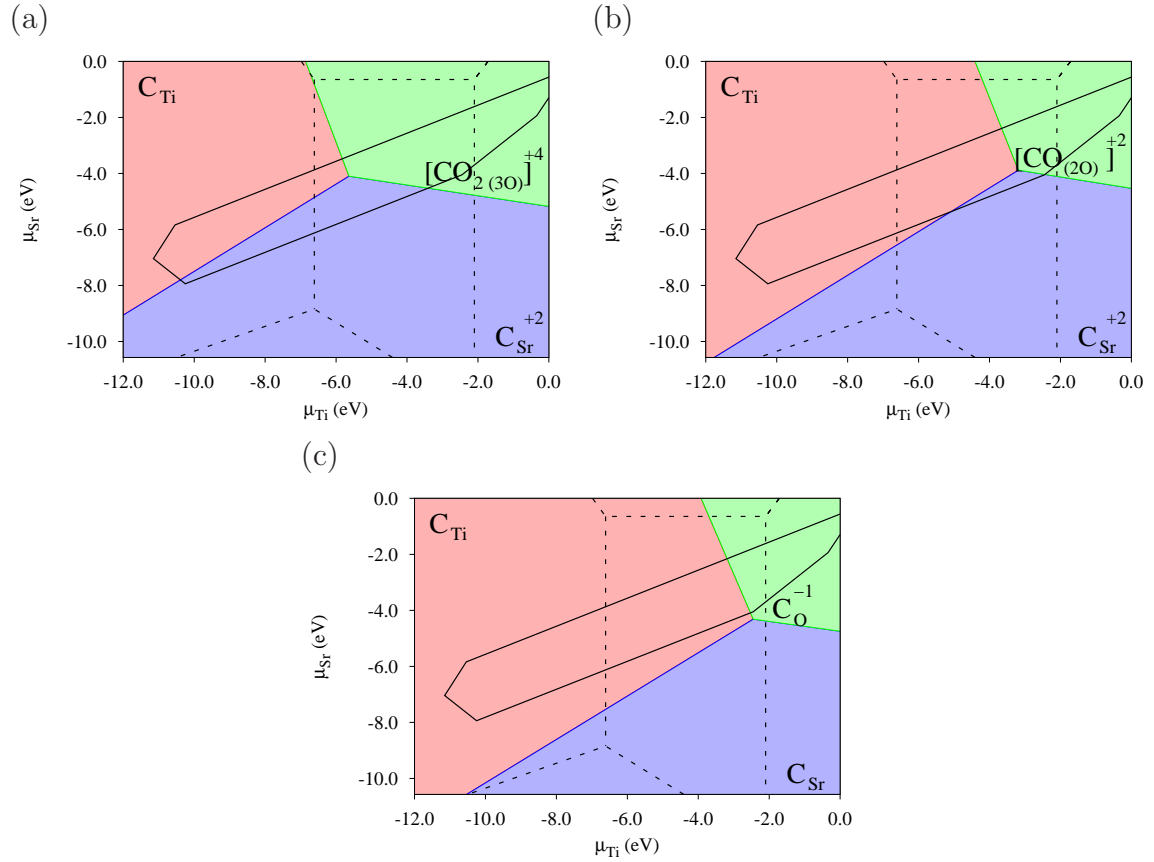 (a)
0.0
-2.0
-4.0
-6.0
-8.0
-10.0
μSr (eV)
-12.0 -10.0 -8.0 -6.0 -4.0 -2.0 0.0
μTi (eV)
CTi
[CO2 (3O)]+4
CSr+2
(b)
0.0
-2.0
-4.0
-6.0
-8.0
-10.0
μSr (eV)
-12.0 -10.0 -8.0 -6.0 -4.0 -2.0 0.0
μTi (eV)
CTi
[CO(2O)]+2
CSr+2
(c)
0.0
-2.0
-4.0
-6.0
-8.0
-10.0
μSr (eV)
-12.0 -10.0 -8.0 -6.0 -4.0 -2.0 0.0
μTi (eV)
CTi
CO−1
CSr